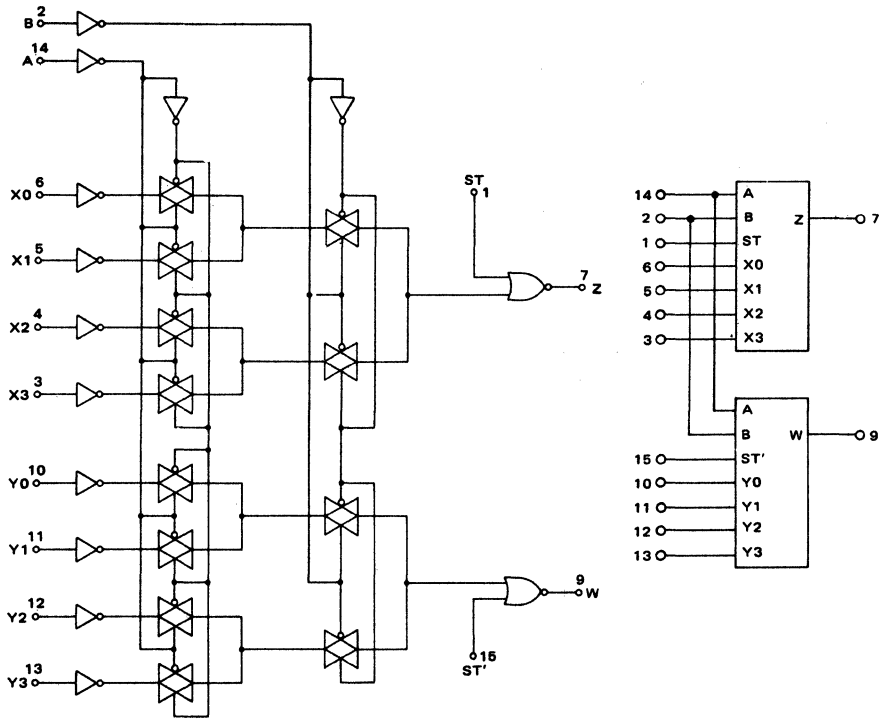 B 2
A 14
X0 6
X1 5
X2 4
X3 3
Y0 10
Y1 11
Y2 12
Y3 13
ST
1
7
Z
9
W
15
ST'
14 A
2 B Z 7
1 ST
6 X0
5 X1
4 X2
3 X3
A
B W 9
15 ST'
10 Y0
11 Y1
12 Y2
13 Y3